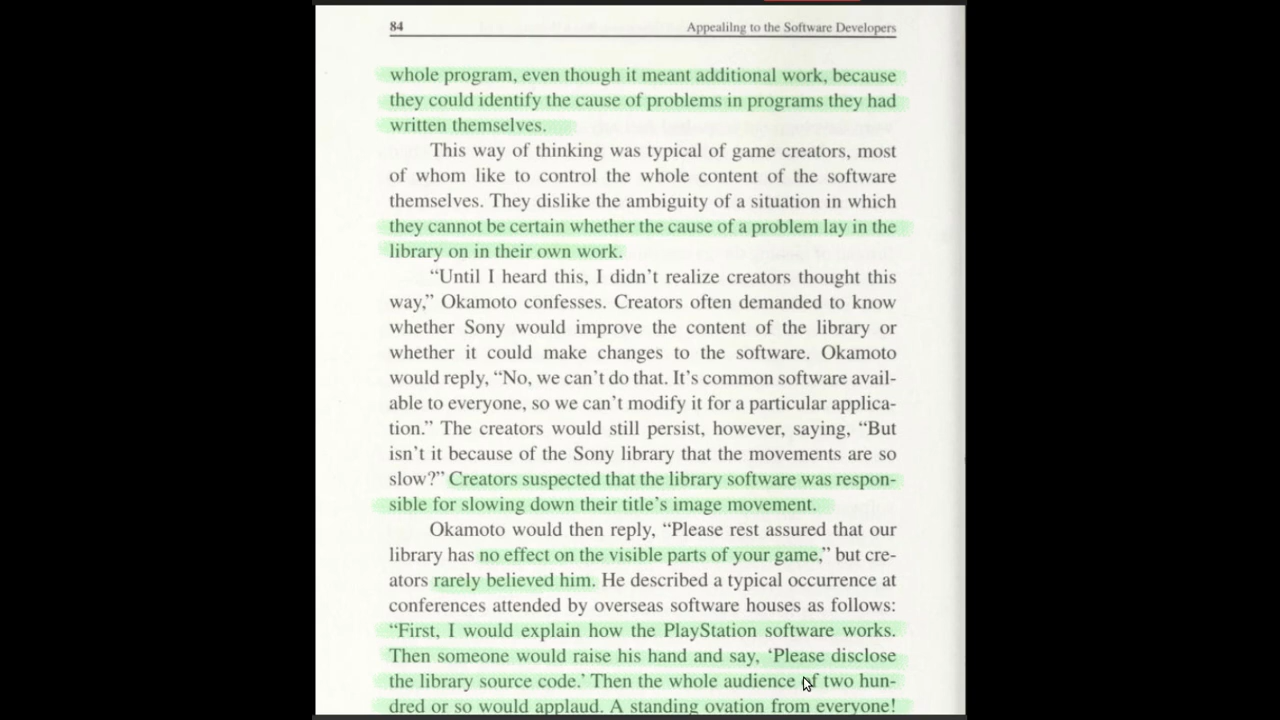 84 Appealilng to the Software Developers
whole program, even though it meant additional work, because
they could identify the cause of problems in programs they had
written themselves.
This way of thinking was typical of game creators, most
of whom like to control the whole content of the software
themselves. They dislike the ambiguity of a situation in which
they cannot be certain whether the cause of a problem lay in the
library on in their own work.
“Until I heard this, I didn’t realize creators thought this
way,” Okamoto confesses. Creators often demanded to know
whether Sony would improve the content of the library or
whether it could make changes to the software. Okamoto
would reply, “No, we can’t do that. It’s common software avail-
able to everyone, so we can’t modify it for a particular applica-
tion.” The creators would still persist, however, saying, “But
isn’t it because of the Sony library that the movements are so
slow?” Creators suspected that the library software was respon-
sible for slowing down their title’s image movement.
Okamoto would then reply, “Please rest assured that our
library has no effect on the visible parts of your game,” but cre-
ators rarely believed him. He described a typical occurrence at
conferences attended by overseas software houses as follows:
“First, I would explain how the PlayStation software works.
Then someone would raise his hand and say, ‘Please disclose
the library source code.’ Then the whole audience of two hun-
dred or so would applaud. A standing ovation from everyone!